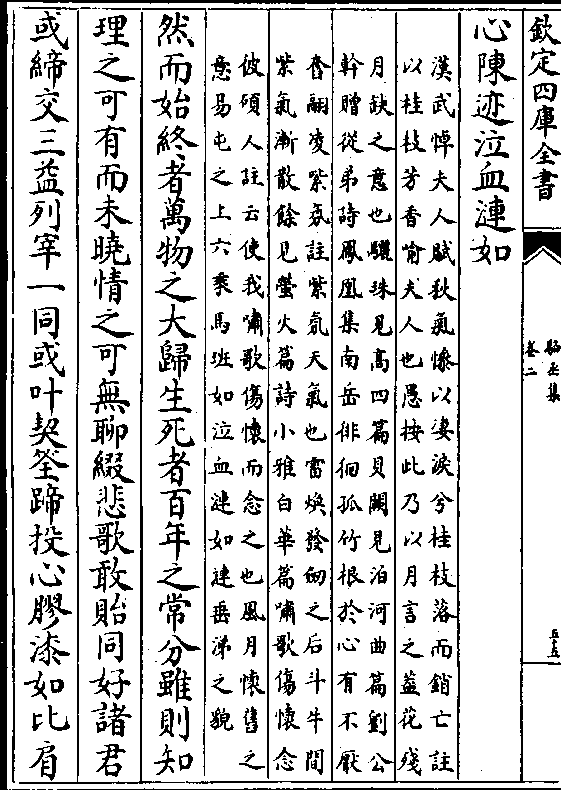 欽定四庫全書
駱丞集
卷二
五十五
心陳迹泣血漣如
漢武悼夫人賦秋氣憯以凄淚兮桂枝落而銷亡註
以桂枝芳香喻夫人也愚按此乃以月言之蓋花殘
月缺之意也驪珠見髙四篇貝闕見泊河曲篇劉公
幹贈從弟詩鳳凰集南岳徘徊孤竹根於心有不厭
奮翮凌紫氛註紫氛天氣也雷煥發劒之后斗牛間
紫氣漸散餘見螢火篇詩小雅白華篇嘯歌傷懷念
彼碩人註云使我嘯歌傷懷而念之也風月懷舊之
意易屯之上六乗馬班如泣血漣如連垂涕之貌
然而始終者萬物之大歸生死者百年之常分雖則知
理之可有而未曉情之可無聊綴悲歌敢貽同好諸君
或締交三益列宰一同或叶契筌蹄投心膠漆如比肩